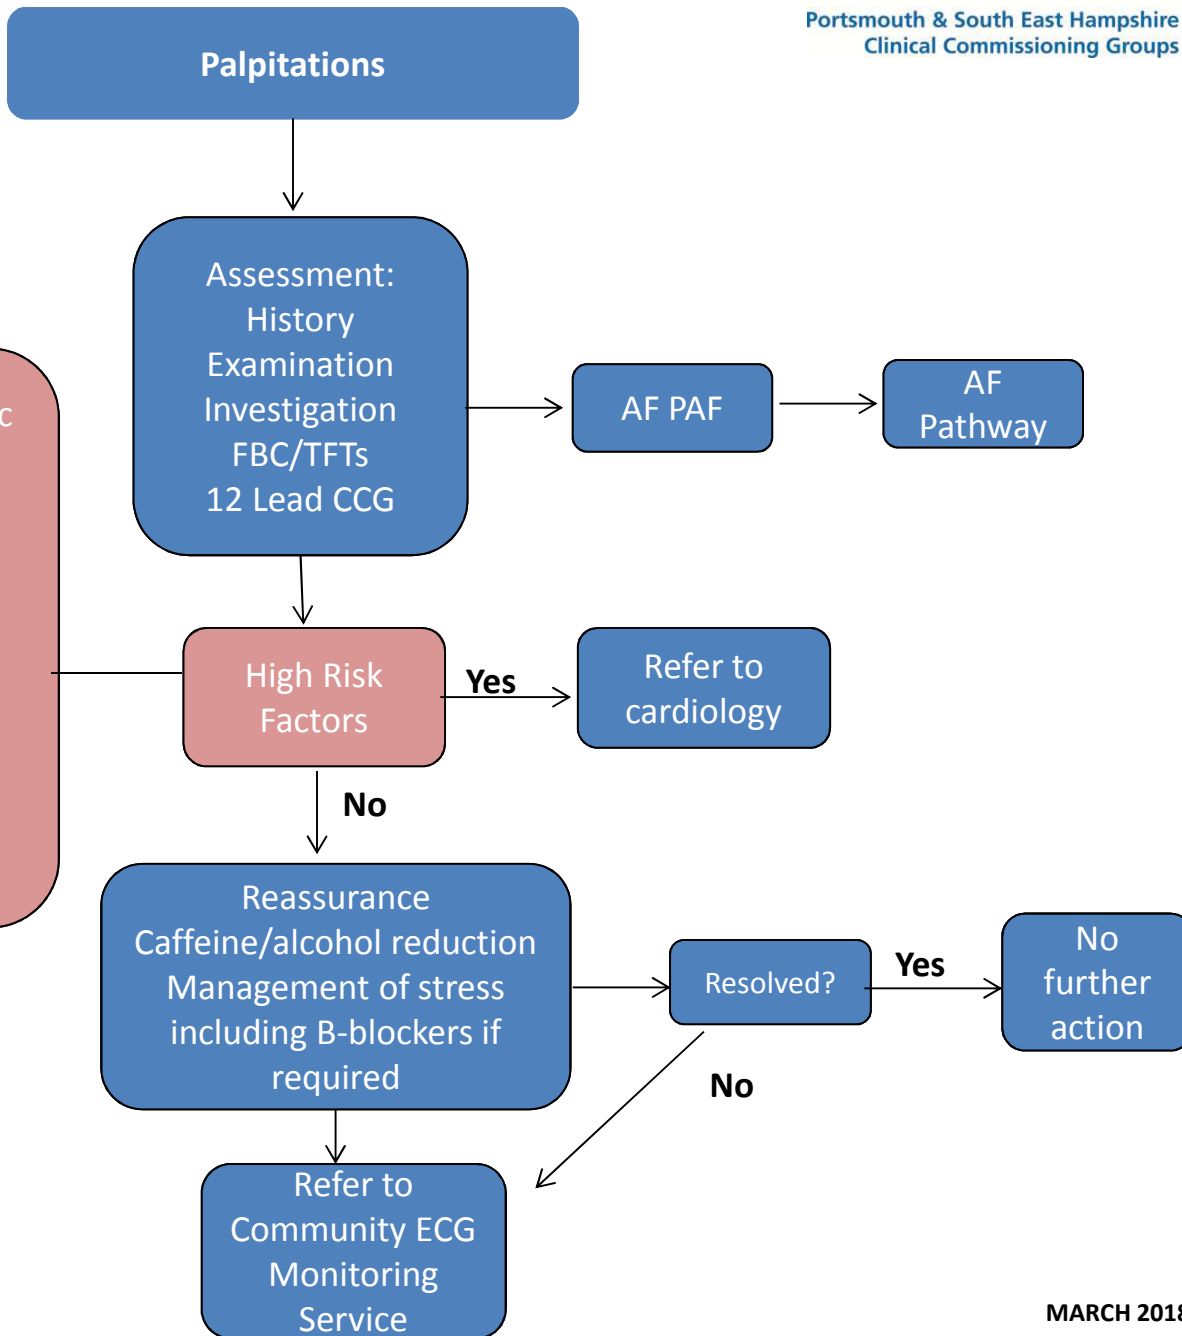 Portsmouth & South East Hampshire
Clinical Commissioning Groups
Palpitations
Assessment:
History
Examination
Investigation
FBC/TFTs
12 Lead CCG
AF PAF
AF
Pathway
c
High Risk
Factors
Yes
Refer to
cardiology
No
Reassurance
Caffeine/alcohol reduction
Management of stress
including B-blockers if
required
Resolved?
Yes
No
further
action
No
Refer to
Community ECG
Monitoring
Service
MARCH 2018